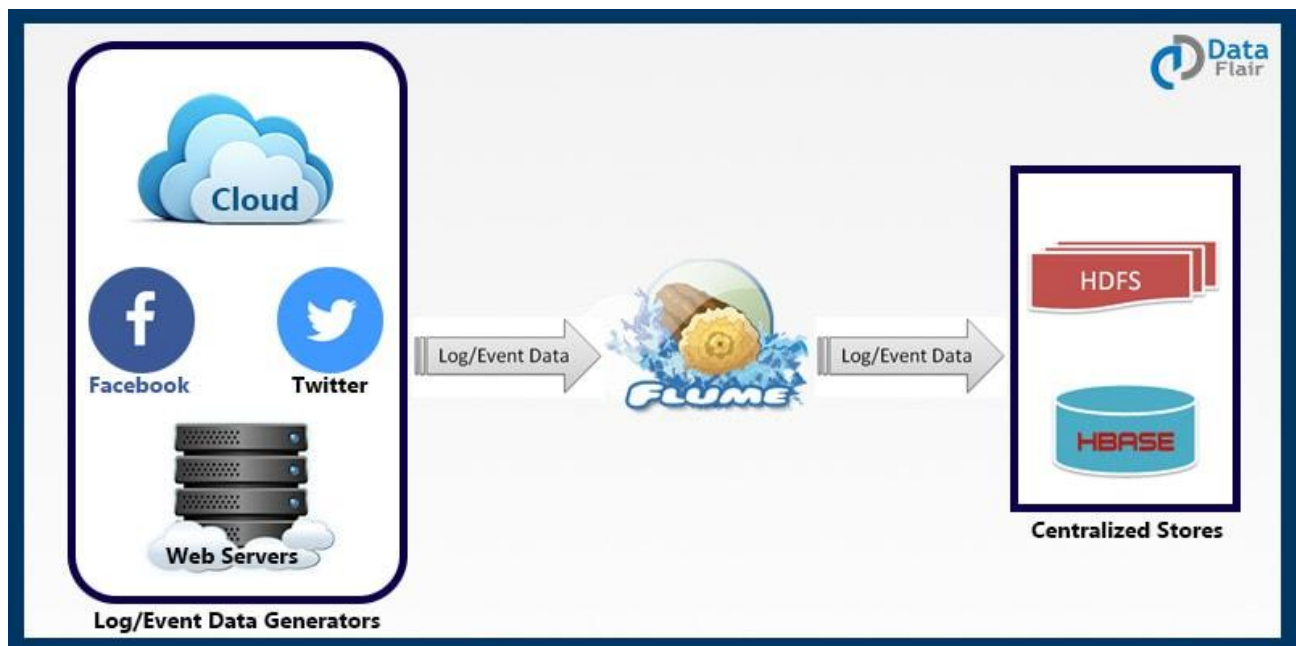 Data
Flair
Cloud
Facebook
Twitter
Web Servers
Log/Event Data Generators
Log/Event Data
FLUME
Log/Event Data
HDFS
HBASE
Centralized Stores